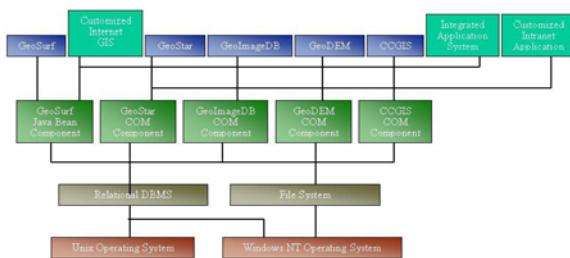 GeoSurf
Customized
Internet
GIS
GeoStar
GeoImageDB
GeoDEM
CCGIS
Integrated
Application
System
Customized
Intranet
Application
GeoSurf
Java Bean
Component
GeoStar
COM
Component
GeoImageDB
COM
Component
GeoDEM
COM
Component
CCGIS
COM
Component
Relational DBMS
File System
Unix Operating System
Windows NT Operating System